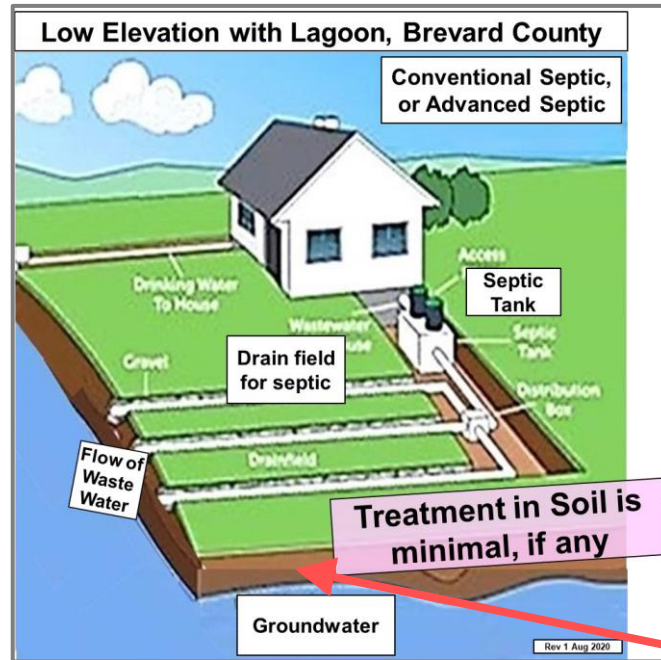 Low Elevation with Lagoon, Brevard County
Conventional Septic,
or Advanced Septic
Access
Septic
Tank
Drinking Water
To House
Wastewater
Septic
Tank
Gravel
Drain field
for septic
Distribution
Box
Flow of
Waste
Water
Drainfield
Treatment in Soil is
minimal, if any
Groundwater
Rev 1 Aug 2020